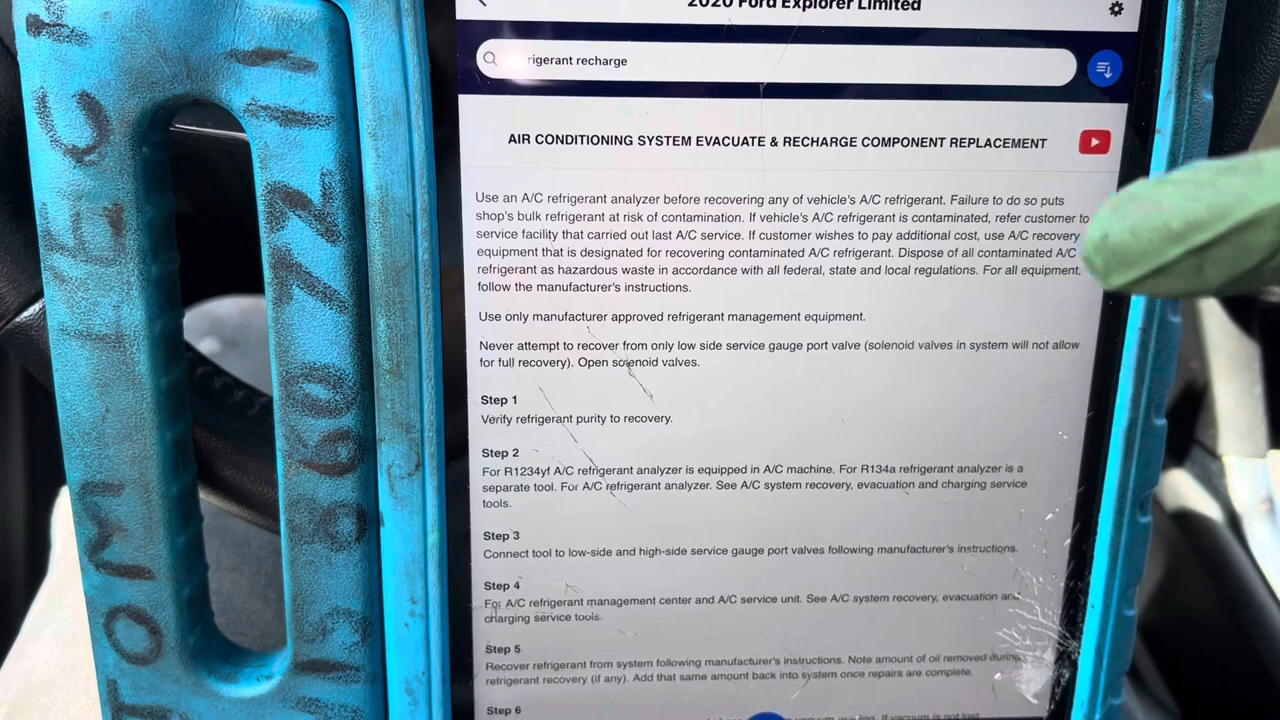 TOM TECH
2020 Ford Explorer Limited
rigerant recharge
AIR CONDITIONING SYSTEM EVACUATE & RECHARGE COMPONENT REPLACEMENT
Use an A/C refrigerant analyzer before recovering any of vehicle's A/C refrigerant. Failure to do so puts
shop's bulk refrigerant at risk of contamination. If vehicle's A/C refrigerant is contaminated, refer customer to
service facility that carried out last A/C service. If customer wishes to pay additional cost, use A/C recovery
equipment that is designated for recovering contaminated A/C refrigerant. Dispose of all contaminated A/C
refrigerant as hazardous waste in accordance with all federal, state and local regulations. For all equipment,
follow the manufacturer's instructions.
Use only manufacturer approved refrigerant management equipment.
Never attempt to recover from only low side service gauge port valve (solenoid valves in system will not allow
for full recovery). Open solenoid valves.
Step 1
Verify refrigerant purity to recovery.
Step 2
For R1234yf A/C refrigerant analyzer is equipped in A/C machine. For R134a refrigerant analyzer is a
separate tool. For A/C refrigerant analyzer. See A/C system recovery, evacuation and charging service
tools.
Step 3
Connect tool to low-side and high-side service gauge port valves following manufacturer's instructions.
Step 4
For A/C refrigerant management center and A/C service unit. See A/C system recovery, evacuation and
charging service tools.
Step 5
Recover refrigerant from system following manufacturer's instructions. Note amount of oil removed during
refrigerant recovery (if any). Add that same amount back into system once repairs are complete.
Step 6